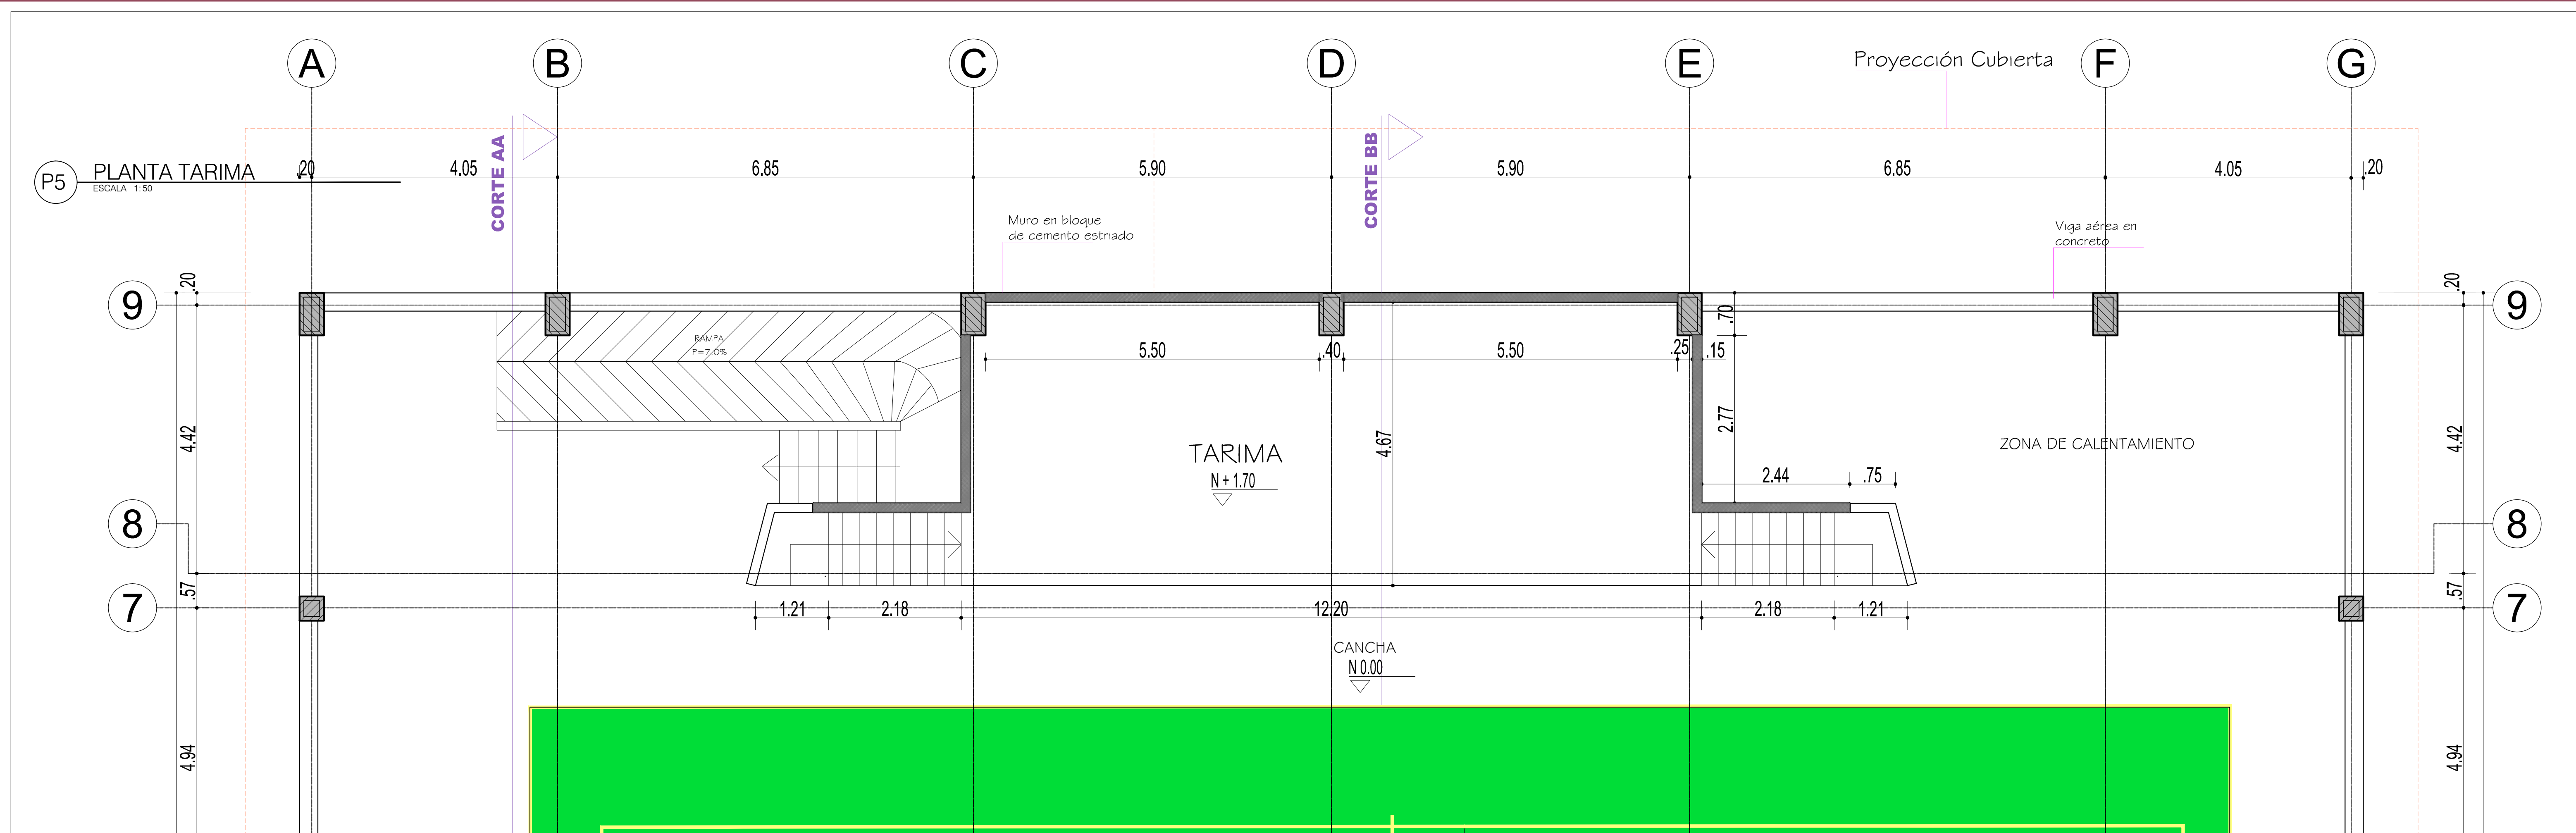 A B C D E F G
Proyección Cubierta
P5 PLANTA TARIMA
ESCALA 1:50
CORTE AA
CORTE BB
.20 4.05 6.85 5.90 5.90 6.85 4.05 .20
Muro en bloque
de cemento estriado
Viga aérea en
concreto
.20 .20
9 9
RAMPA
P=7.0%
5.50 .40 5.50 .25 .15
.70
2.77
4.42 4.67 4.42
TARIMA
N + 1.70
ZONA DE CALENTAMIENTO
2.44 .75
8 8
.57 .57
7 7
1.21 2.18 12.20 2.18 1.21
CANCHA
N 0.00
4.94 4.94